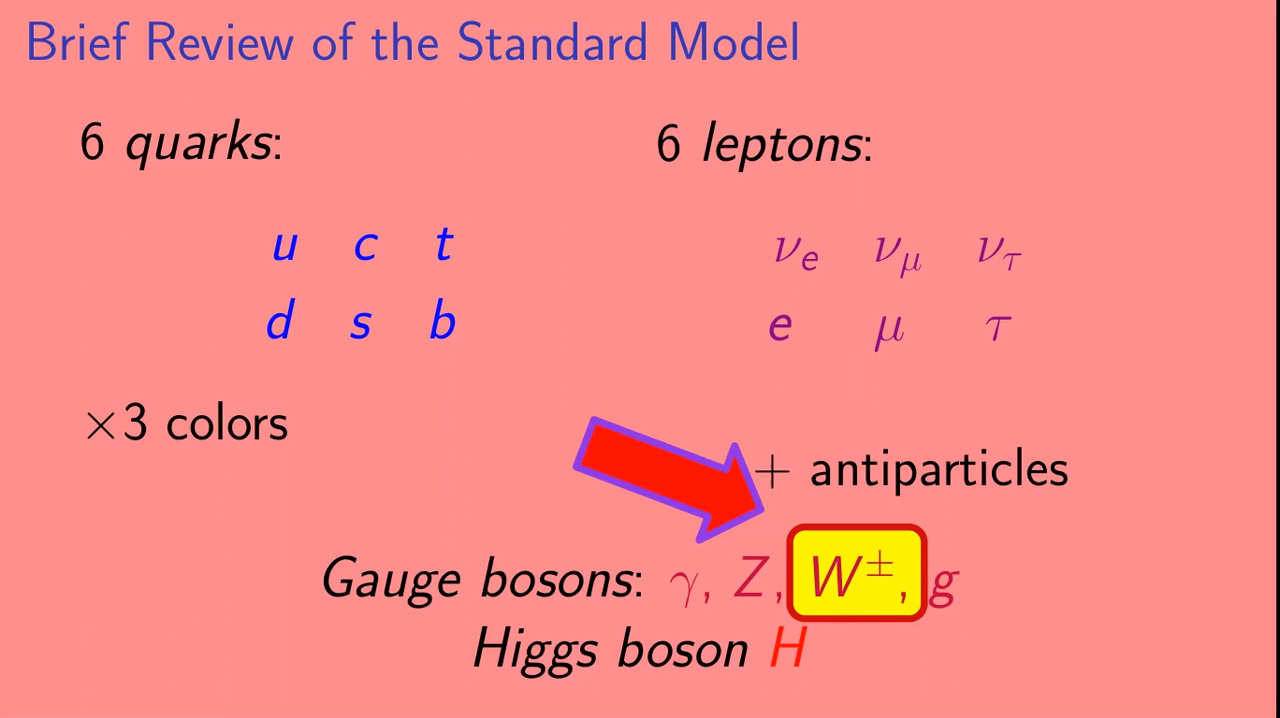 Brief Review of the Standard Model
6 quarks:
6 leptons:
u c t
d s b
ν_e ν_μ ν_τ
e μ τ
×3 colors
+ antiparticles
Gauge bosons: γ, Z, W^±, g
Higgs boson H